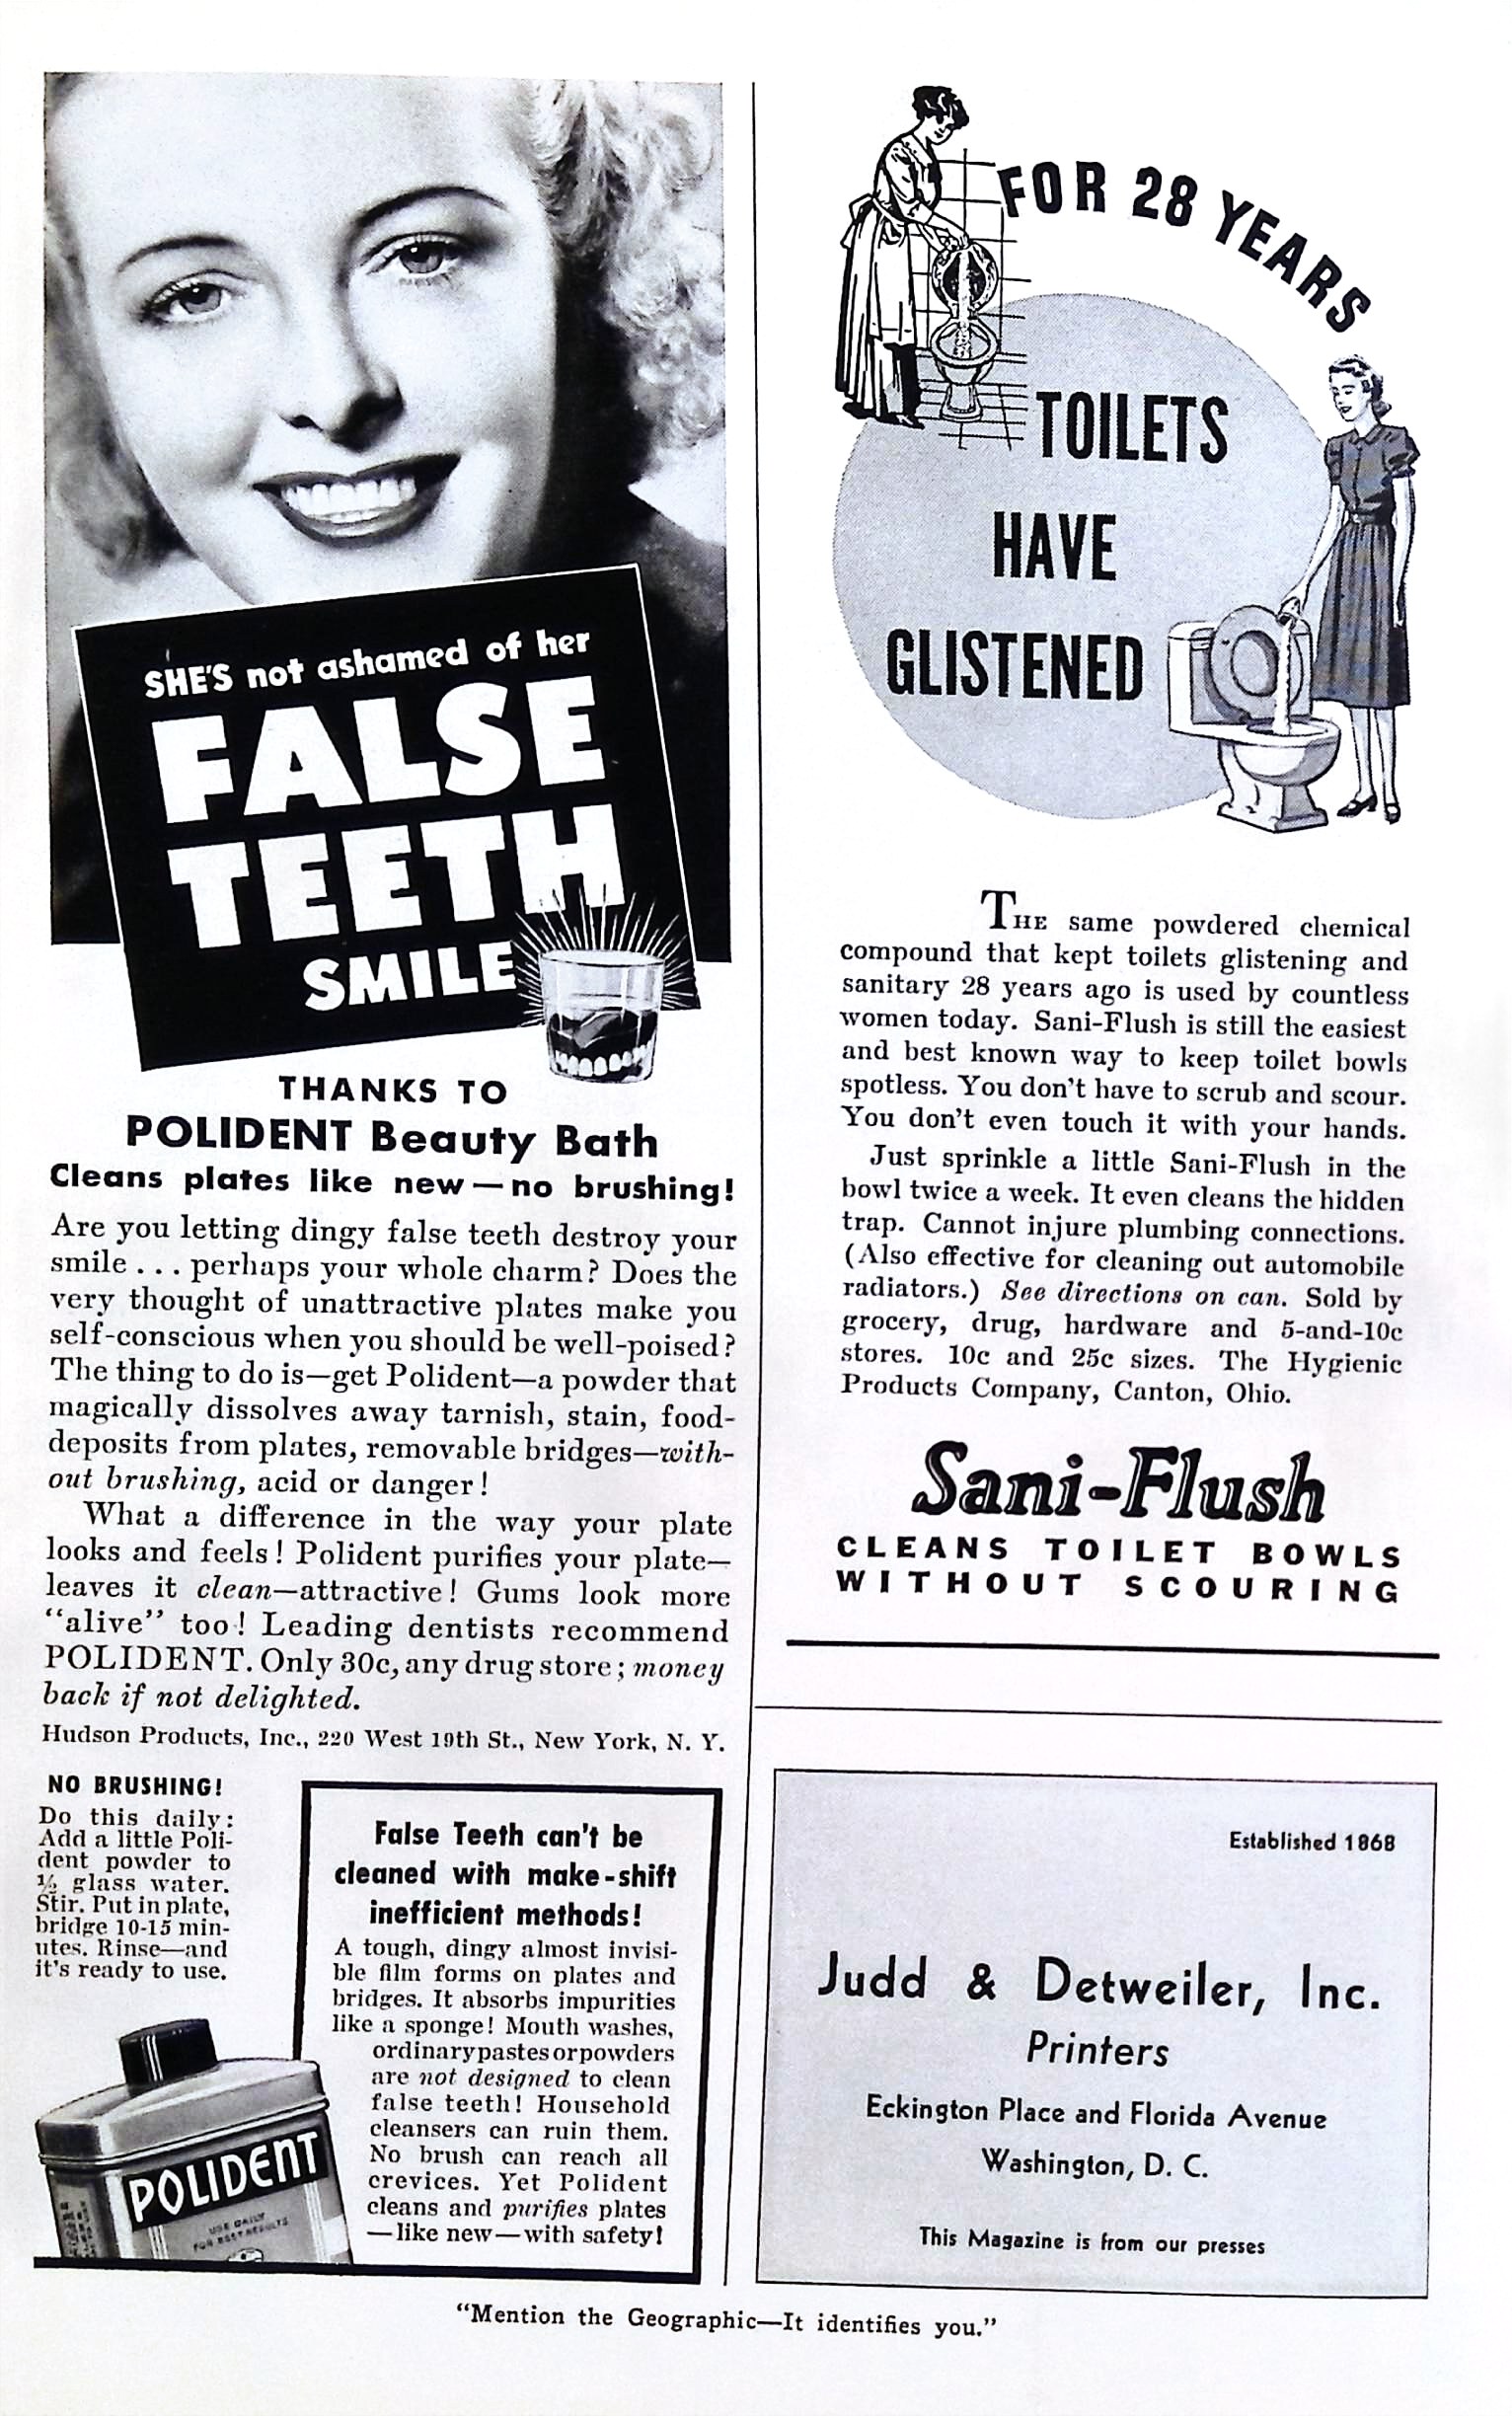 SHE'S not ashamed of her
FALSE
TEETH
SMILE
THANKS TO
POLIDENT Beauty Bath
Cleans plates like new—no brushing!
Are you letting dingy false teeth destroy your
smile . . . perhaps your whole charm? Does the
very thought of unattractive plates make you
self-conscious when you should be well-poised?
The thing to do is—get Polident—a powder that
magically dissolves away tarnish, stain, food-
deposits from plates, removable bridges—with-
out brushing, acid or danger!
What a difference in the way your plate
looks and feels! Polident purifies your plate—
leaves it clean—attractive! Gums look more
"alive" too! Leading dentists recommend
POLIDENT. Only 30c, any drug store; money
back if not delighted.
Hudson Products, Inc., 220 West 19th St., New York, N. Y.
NO BRUSHING!
Do this daily:
Add a little Poli-
dent powder to
½ glass water.
Stir. Put in plate,
bridge 10-15 min-
utes. Rinse—and
it's ready to use.
POLIDENT
USE DAILY
FOR BEST RESULTS
False Teeth can't be
cleaned with make-shift
inefficient methods!
A tough, dingy almost invisi-
ble film forms on plates and
bridges. It absorbs impurities
like a sponge! Mouth washes,
ordinary pastes or powders
are not designed to clean
false teeth! Household
cleansers can ruin them.
No brush can reach all
crevices. Yet Polident
cleans and purifies plates
—like new—with safety!
FOR 28 YEARS
TOILETS
HAVE
GLISTENED
THE same powdered chemical
compound that kept toilets glistening and
sanitary 28 years ago is used by countless
women today. Sani-Flush is still the easiest
and best known way to keep toilet bowls
spotless. You don't have to scrub and scour.
You don't even touch it with your hands.
Just sprinkle a little Sani-Flush in the
bowl twice a week. It even cleans the hidden
trap. Cannot injure plumbing connections.
(Also effective for cleaning out automobile
radiators.) See directions on can. Sold by
grocery, drug, hardware and 5-and-10c
stores. 10c and 25c sizes. The Hygienic
Products Company, Canton, Ohio.
Sani-Flush
CLEANS TOILET BOWLS
WITHOUT SCOURING
Established 1868
Judd & Detweiler, Inc.
Printers
Eckington Place and Florida Avenue
Washington, D. C.
This Magazine is from our presses
"Mention the Geographic—It identifies you."